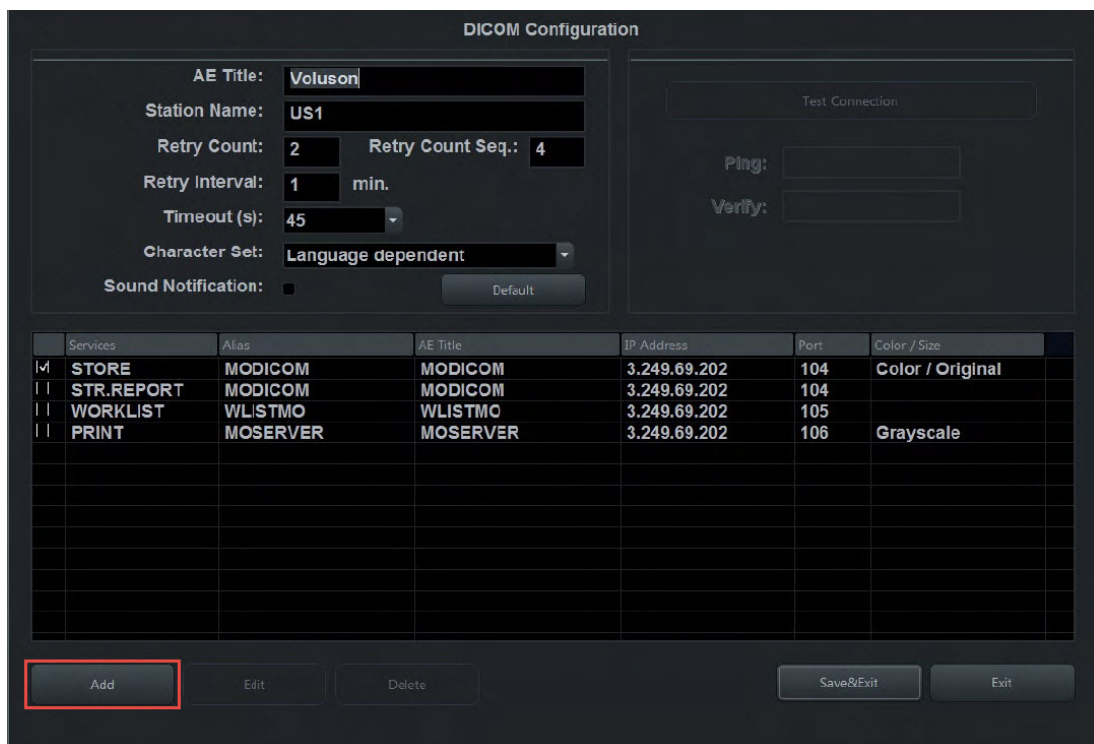 DICOM Configuration
AE Title: Voluson
Station Name: US1
Retry Count: 2 Retry Count Seq.: 4
Retry Interval: 1 min.
Timeout (s): 45
Character Set: Language dependent
Sound Notification: Default
Test Connection
Ping:
Verify:
Services Alias AE Title IP Address Port Color / Size
STORE MODICOM MODICOM 3.249.69.202 104 Color / Original
STR.REPORT MODICOM MODICOM 3.249.69.202 104
WORKLIST WLISTMO WLISTMO 3.249.69.202 105
PRINT MOSERVER MOSERVER 3.249.69.202 106 Grayscale
Add Edit Delete Save&Exit Exit